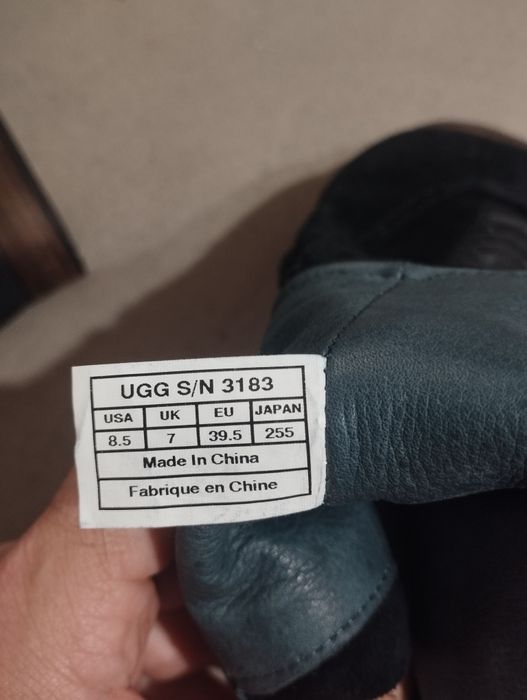 UGG S/N 3183
USA UK EU JAPAN
8.5 7 39.5 255
Made In China
Fabrique en Chine